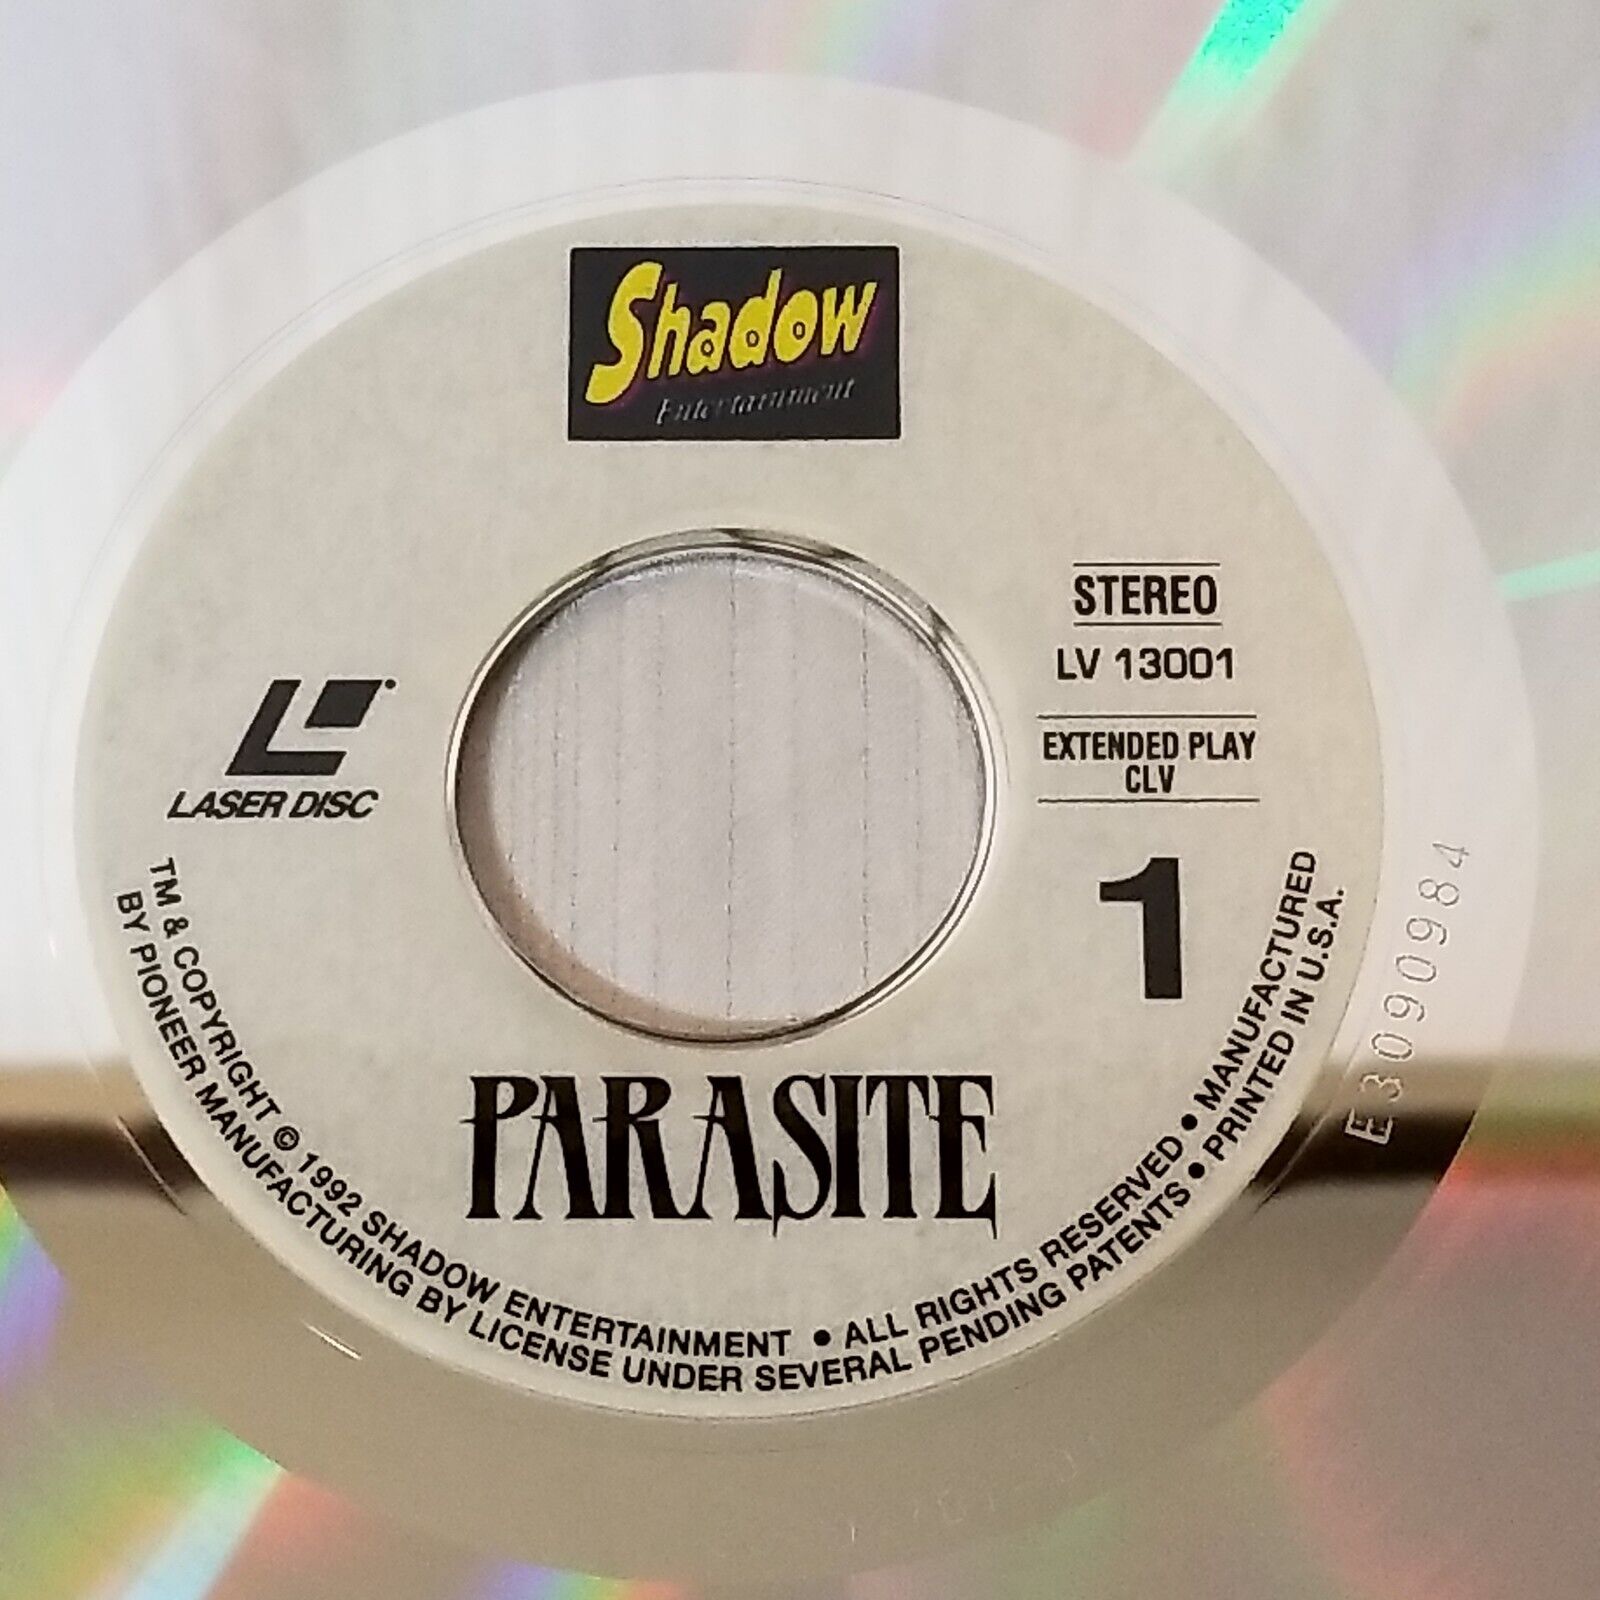 Shadow
Entertainment
STEREO
LV 13001
EXTENDED PLAY
CLV
LASER DISC
1
PARASITE
TM & COPYRIGHT © 1992 SHADOW ENTERTAINMENT • ALL RIGHTS RESERVED • MANUFACTURED
BY PIONEER MANUFACTURING BY LICENSE UNDER SEVERAL PENDING PATENTS • PRINTED IN U.S.A.
E3090984